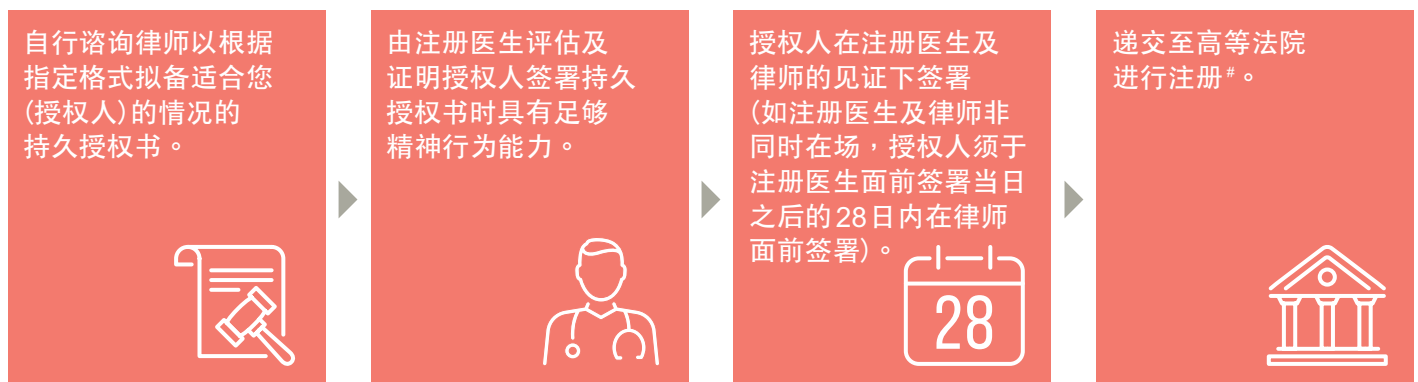 自行谘询律师以根据
指定格式拟备适合您
(授权人)的情况的
持久授权书。
由注册医生评估及
证明授权人签署持久
授权书时具有足够
精神行为能力。
授权人在注册医生及
律师的见证下签署
(如注册医生及律师非
同时在场，授权人须于
注册医生面前签署当日
之后的28日内在律师
面前签署)。
28
递交至高等法院
进行注册#。